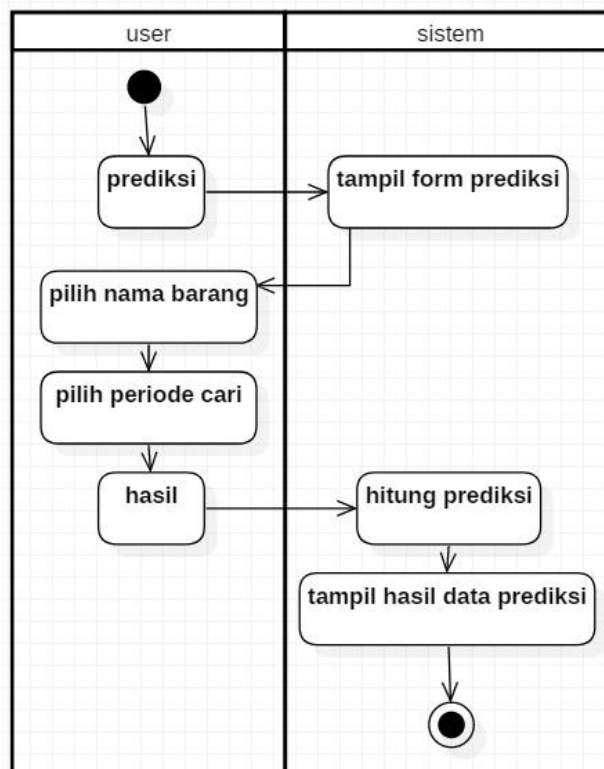 user
sistem
prediksi
tampil form prediksi
pilih nama barang
pilih periode cari
hasil
hitung prediksi
tampil hasil data prediksi